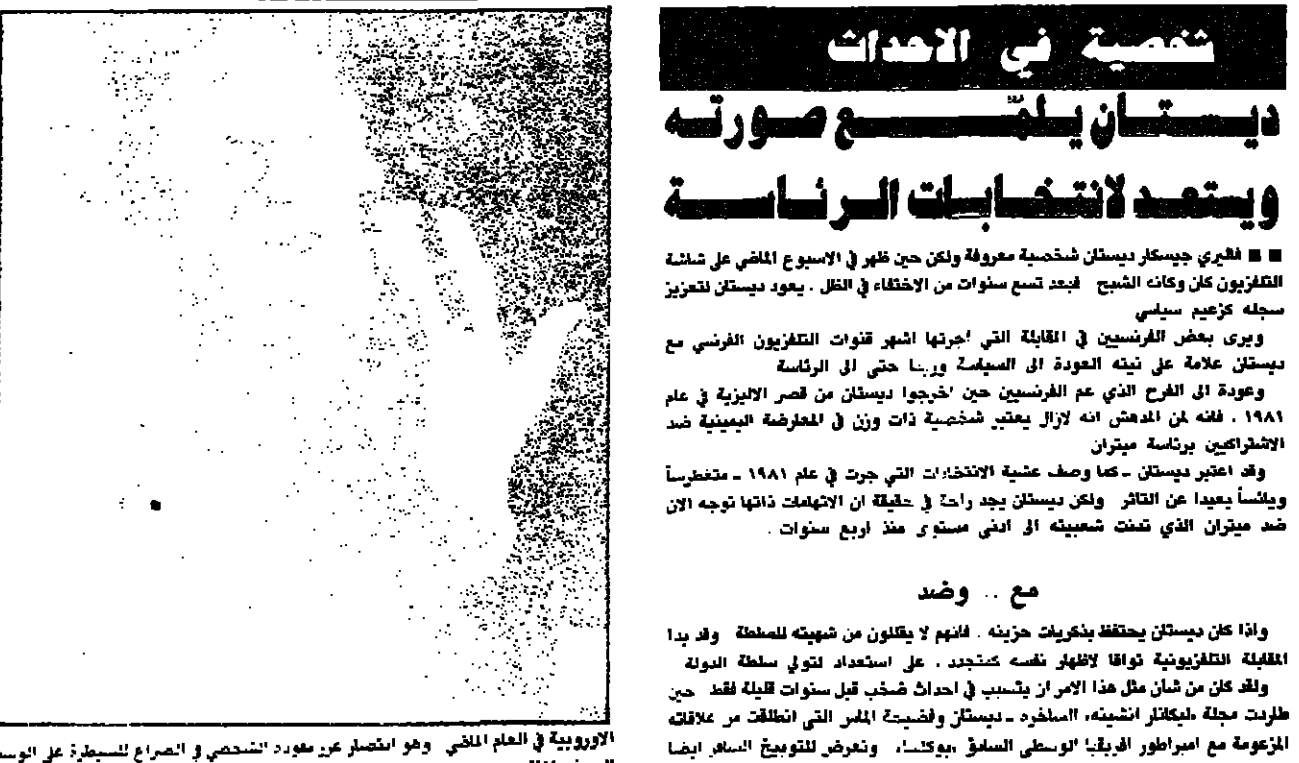 شخصية في الاحداث
ديستان يلمّع صورته
ويستعد لانتخابات الرئاسة
فاليري جيسكار ديستان شخصية معروفة ولكن حين ظهر في الاسبوع الماضي على شاشة
التلفزيون كان وكانه الشبح فبعد تسع سنوات من الاختفاء في الظل . يعود ديستان لتعزيز
سجله كزعيم سياسي
ويرى بعض الفرنسيين في المقابلة التي اجرتها اشهر قنوات التلفزيون الفرنسي مع
ديستان علامة على نيته العودة الى السياسة وربما حتى الى الرئاسة
وعودة الى الفرح الذي عم الفرنسيين حين اخرجوا ديستان من قصر الاليزية في عام
١٩٨١ . فانه لمن المدهش انه لازال يعتبر شخصية ذات وزن في المعارضة اليمينية ضد
الاشتراكيين برئاسة ميتران
وقد اعتبر ديستان - كما وصف عشية الانتخابات التي جرت في عام ١٩٨١ - متغطرساً
ويائساً بعيدا عن التاثر ولكن ديستان يجد راحة في حقيقة ان الاتهامات ذاتها توجه الان
ضد ميتران الذي تدنت شعبيته الى ادنى مستوى منذ اربع سنوات .
مع .. وضد
واذا كان ديستان يحتفظ بذكريات حزينه . فانهم لا يقللون من شهيته للسلطة وقد بدا
المقابلة التلفزيونية تواقا لاظهار نفسه كمتجدد . على استعداد لتولي سلطة الدولة
ولقد كان من شأن مثل هذا الامر ان يتسبب في احداث ضخب قبل سنوات قليلة فقط حين
طاردت مجلة ليكانار انشينه، الساخره - ديستان وفضيحة الماس التي انطلقت من علاقاته
المزعومة مع امبراطور افريقيا الوسطى السابق بوكاسا، وتعرض للتوبيخ السافر ايضا
الاوروبية في العام الماضي وهو انتصار عزز نفوذه الشخصي في الصراع للسيطرة على الوسط